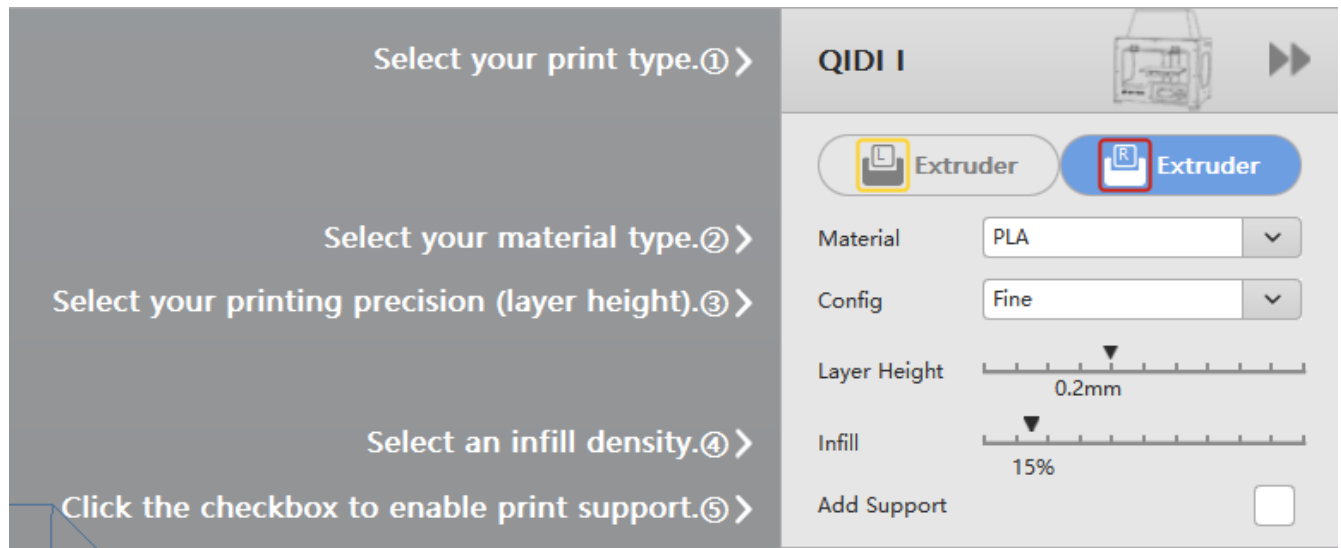 Select your print type.①
QIDI I
L Extruder
R Extruder
Select your material type.②
Material PLA
Select your printing precision (layer height).③
Config Fine
Layer Height
0.2mm
Select an infill density.④
Infill
15%
Click the checkbox to enable print support.⑤
Add Support